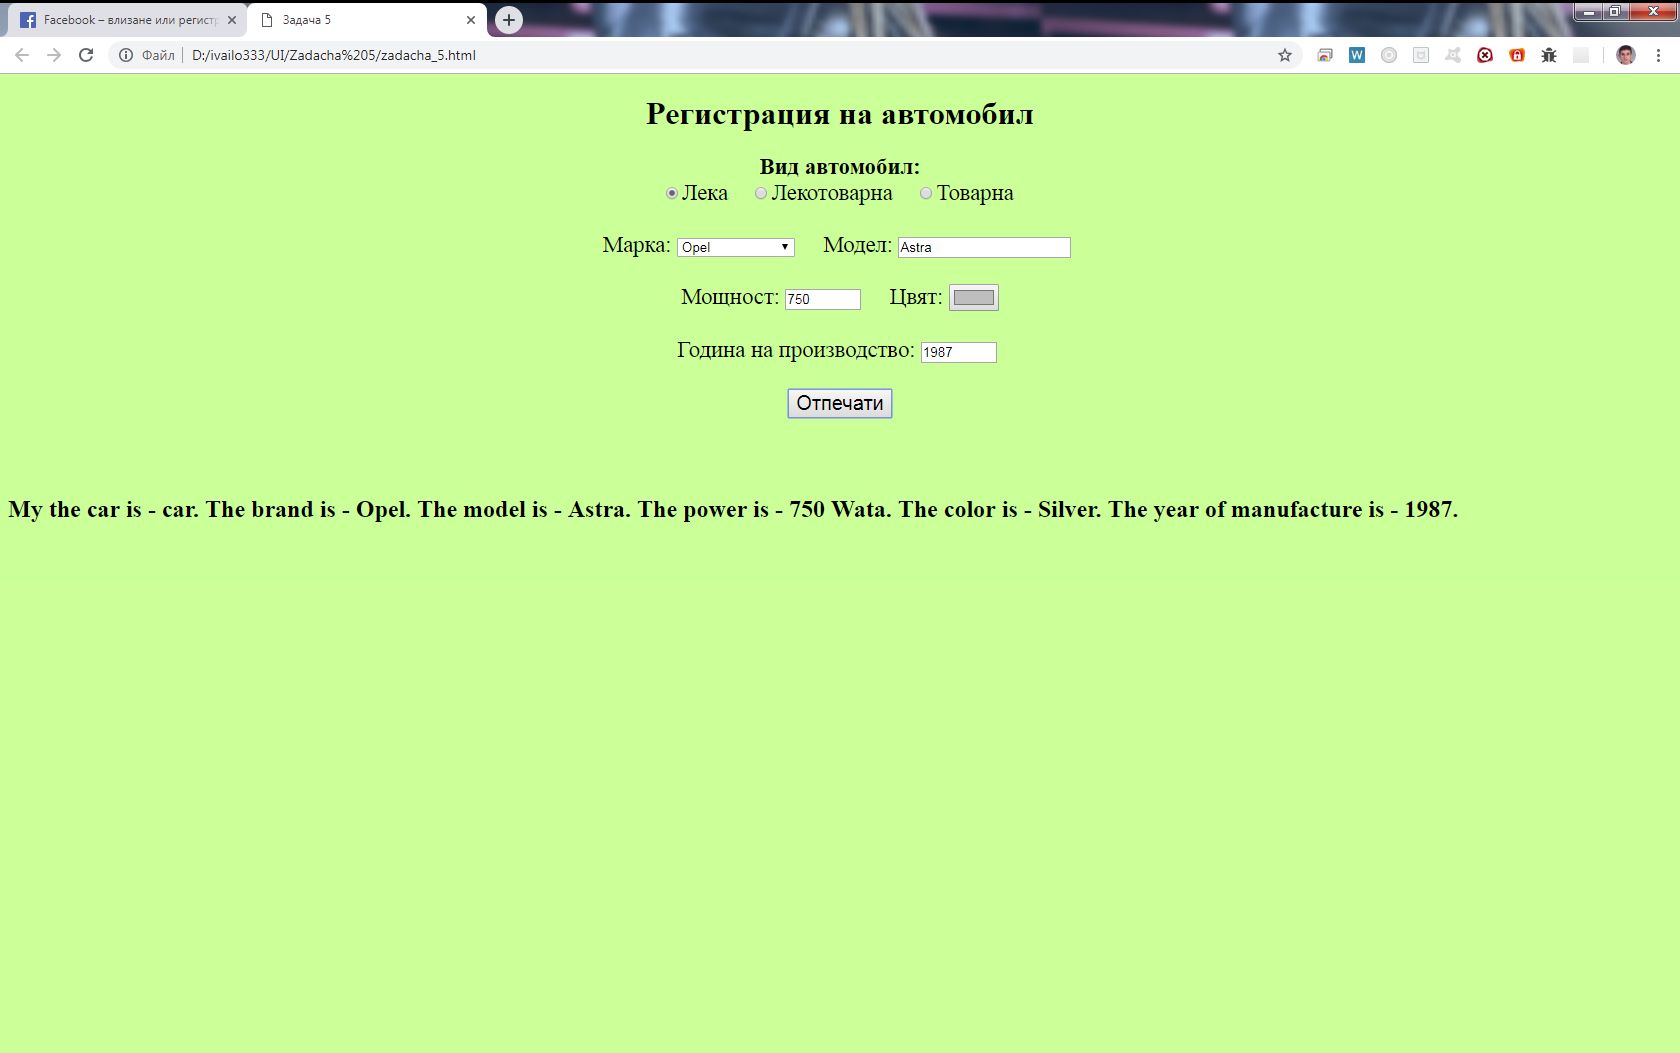 Facebook – влизане или регистр
Задача 5
Файл
D:/ivailo333/UI/Zadacha%205/zadacha_5.html
Регистрация на автомобил
Вид автомобил:
Лека Лекотоварна Товарна
Марка: Opel Модел: Astra
Мощност: 750 Цвят:
Година на производство: 1987
Отпечати
My the car is - car. The brand is - Opel. The model is - Astra. The power is - 750 Wata. The color is - Silver. The year of manufacture is - 1987.